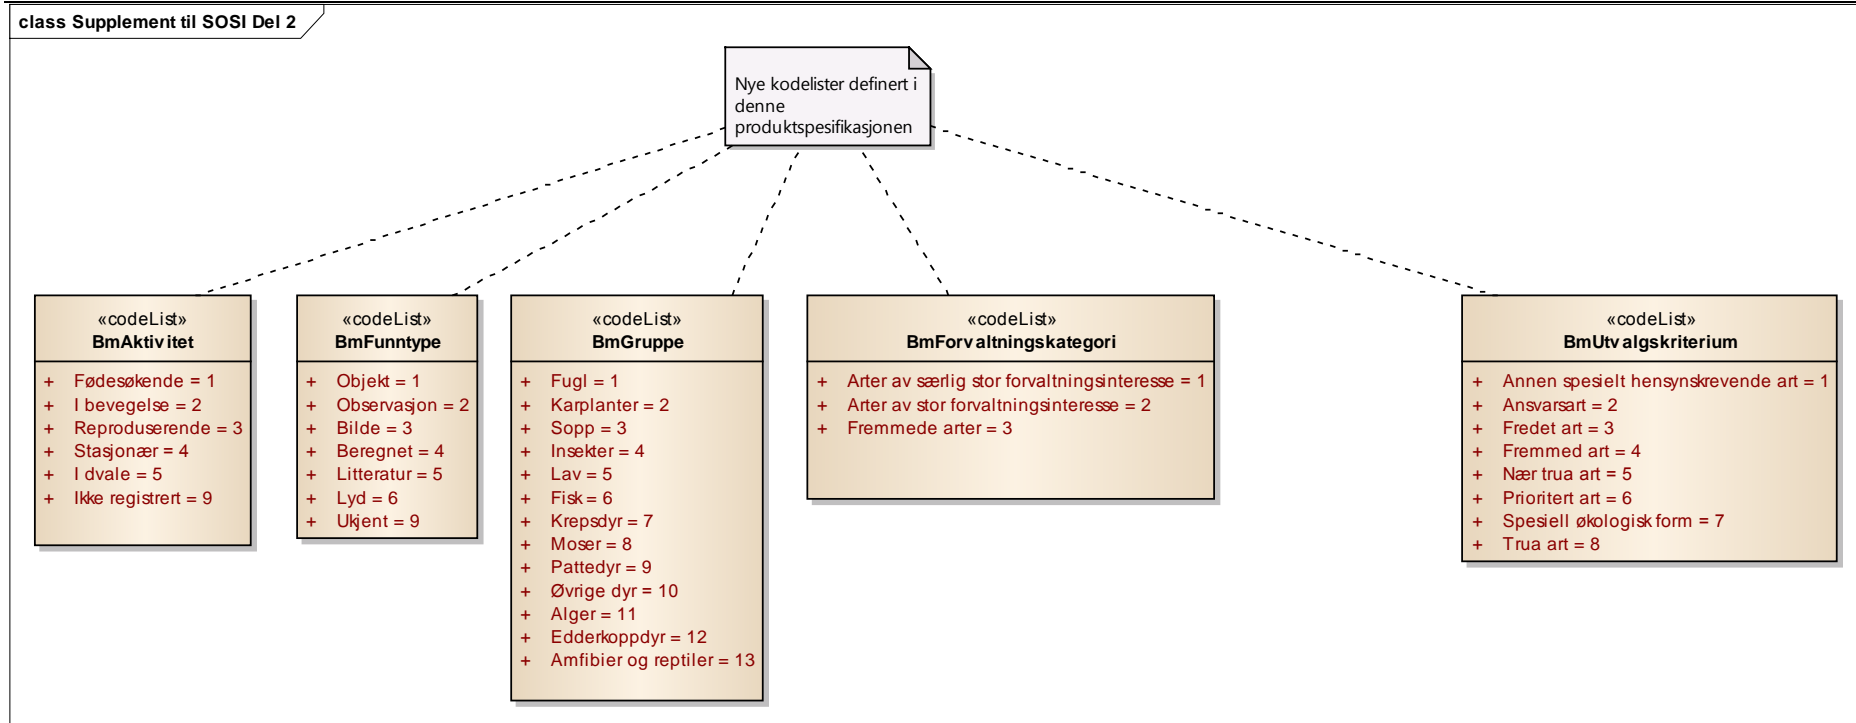 class Supplement til SOSI Del 2
Nye kodelister definert i
denne
produktspesifikasjonen
«codeList»
BmAktivitet
+ Fødesøkende = 1
+ I bevegelse = 2
+ Reproduserende = 3
+ Stasjonær = 4
+ I dvale = 5
+ Ikke registrert = 9
«codeList»
BmFunntype
+ Objekt = 1
+ Observasjon = 2
+ Bilde = 3
+ Beregnet = 4
+ Litteratur = 5
+ Lyd = 6
+ Ukjent = 9
«codeList»
BmGruppe
+ Fugl = 1
+ Karplanter = 2
+ Sopp = 3
+ Insekter = 4
+ Lav = 5
+ Fisk = 6
+ Krepsdyr = 7
+ Moser = 8
+ Pattedyr = 9
+ Øvrige dyr = 10
+ Alger = 11
+ Edderkoppdyr = 12
+ Amfibier og reptiler = 13
«codeList»
BmForvaltningskategori
+ Arter av særlig stor forvaltningsinteresse = 1
+ Arter av stor forvaltningsinteresse = 2
+ Fremmede arter = 3
«codeList»
BmUtvalgskriterium
+ Annen spesielt hensynskrevende art = 1
+ Ansvarsart = 2
+ Fredet art = 3
+ Fremmed art = 4
+ Nær trua art = 5
+ Prioritert art = 6
+ Spesiell økologisk form = 7
+ Trua art = 8